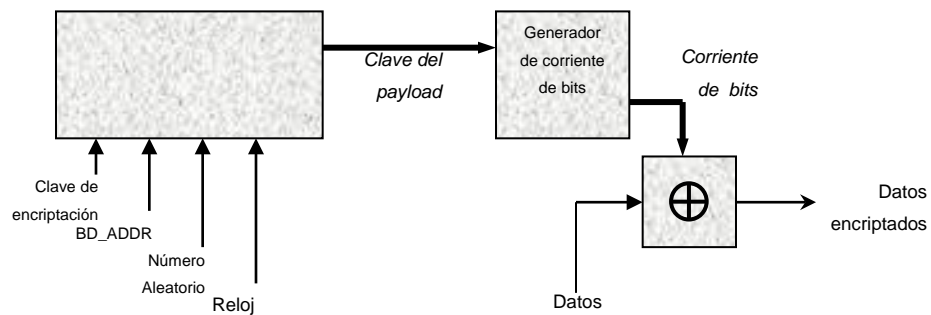 Generador
de corriente
de bits
Clave del
payload
Corriente
de bits
Clave de
encriptación
BD_ADDR
Número
Aleatorio
Reloj
Datos
Datos
encriptados